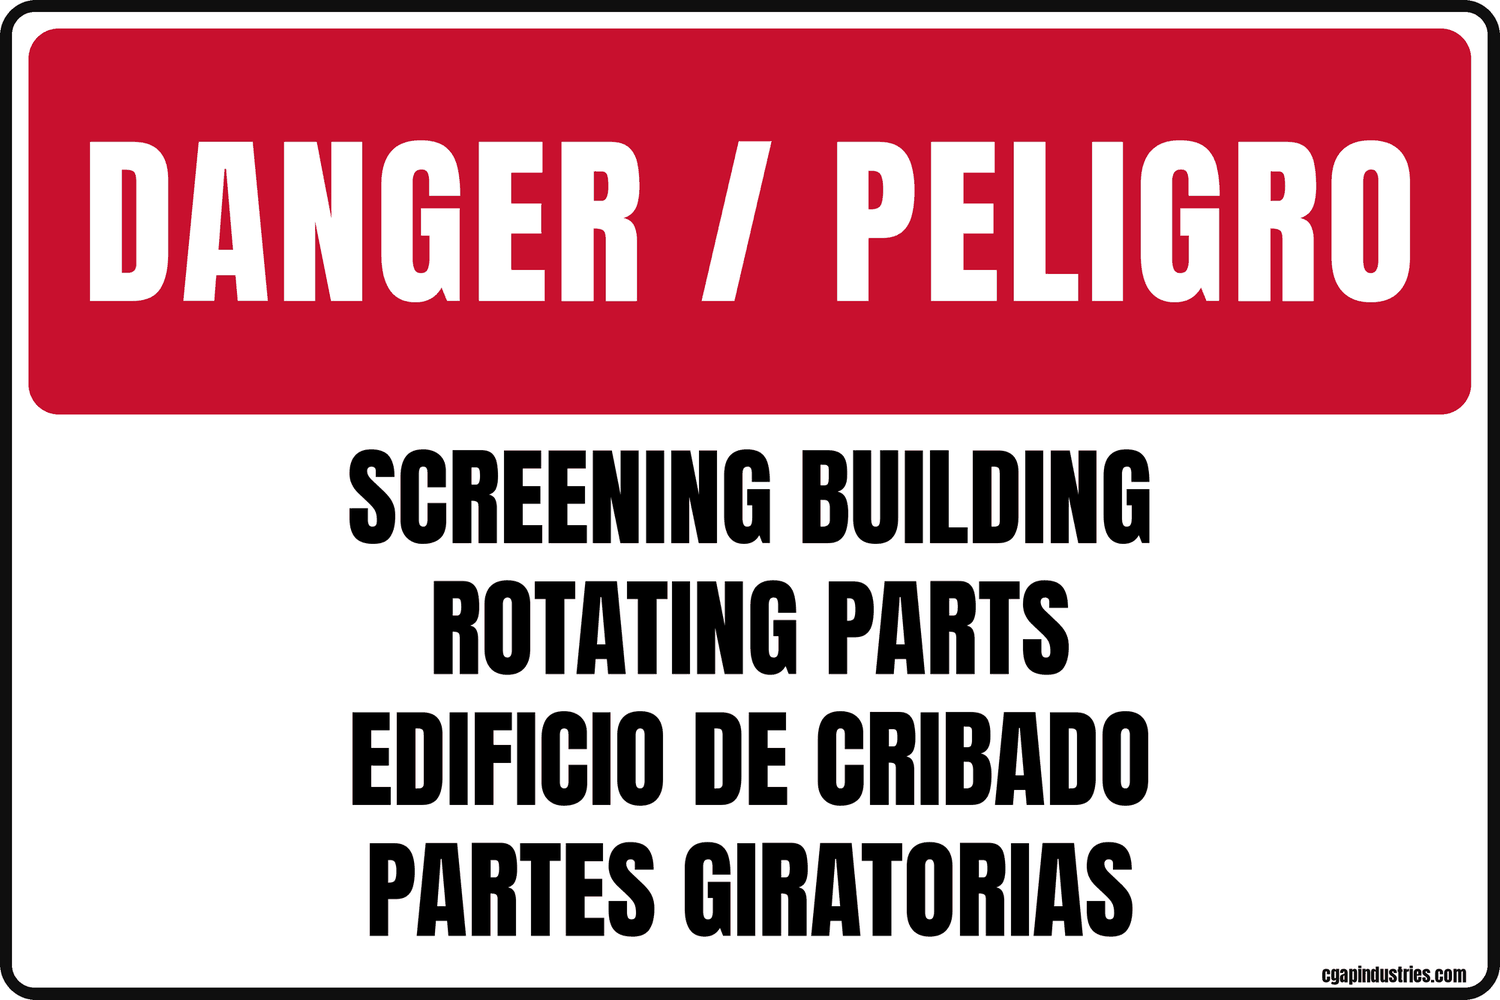 DANGER / PELIGRO
SCREENING BUILDING
ROTATING PARTS
EDIFICIO DE CRIBADO
PARTES GIRATORIAS
cgapindustries.com